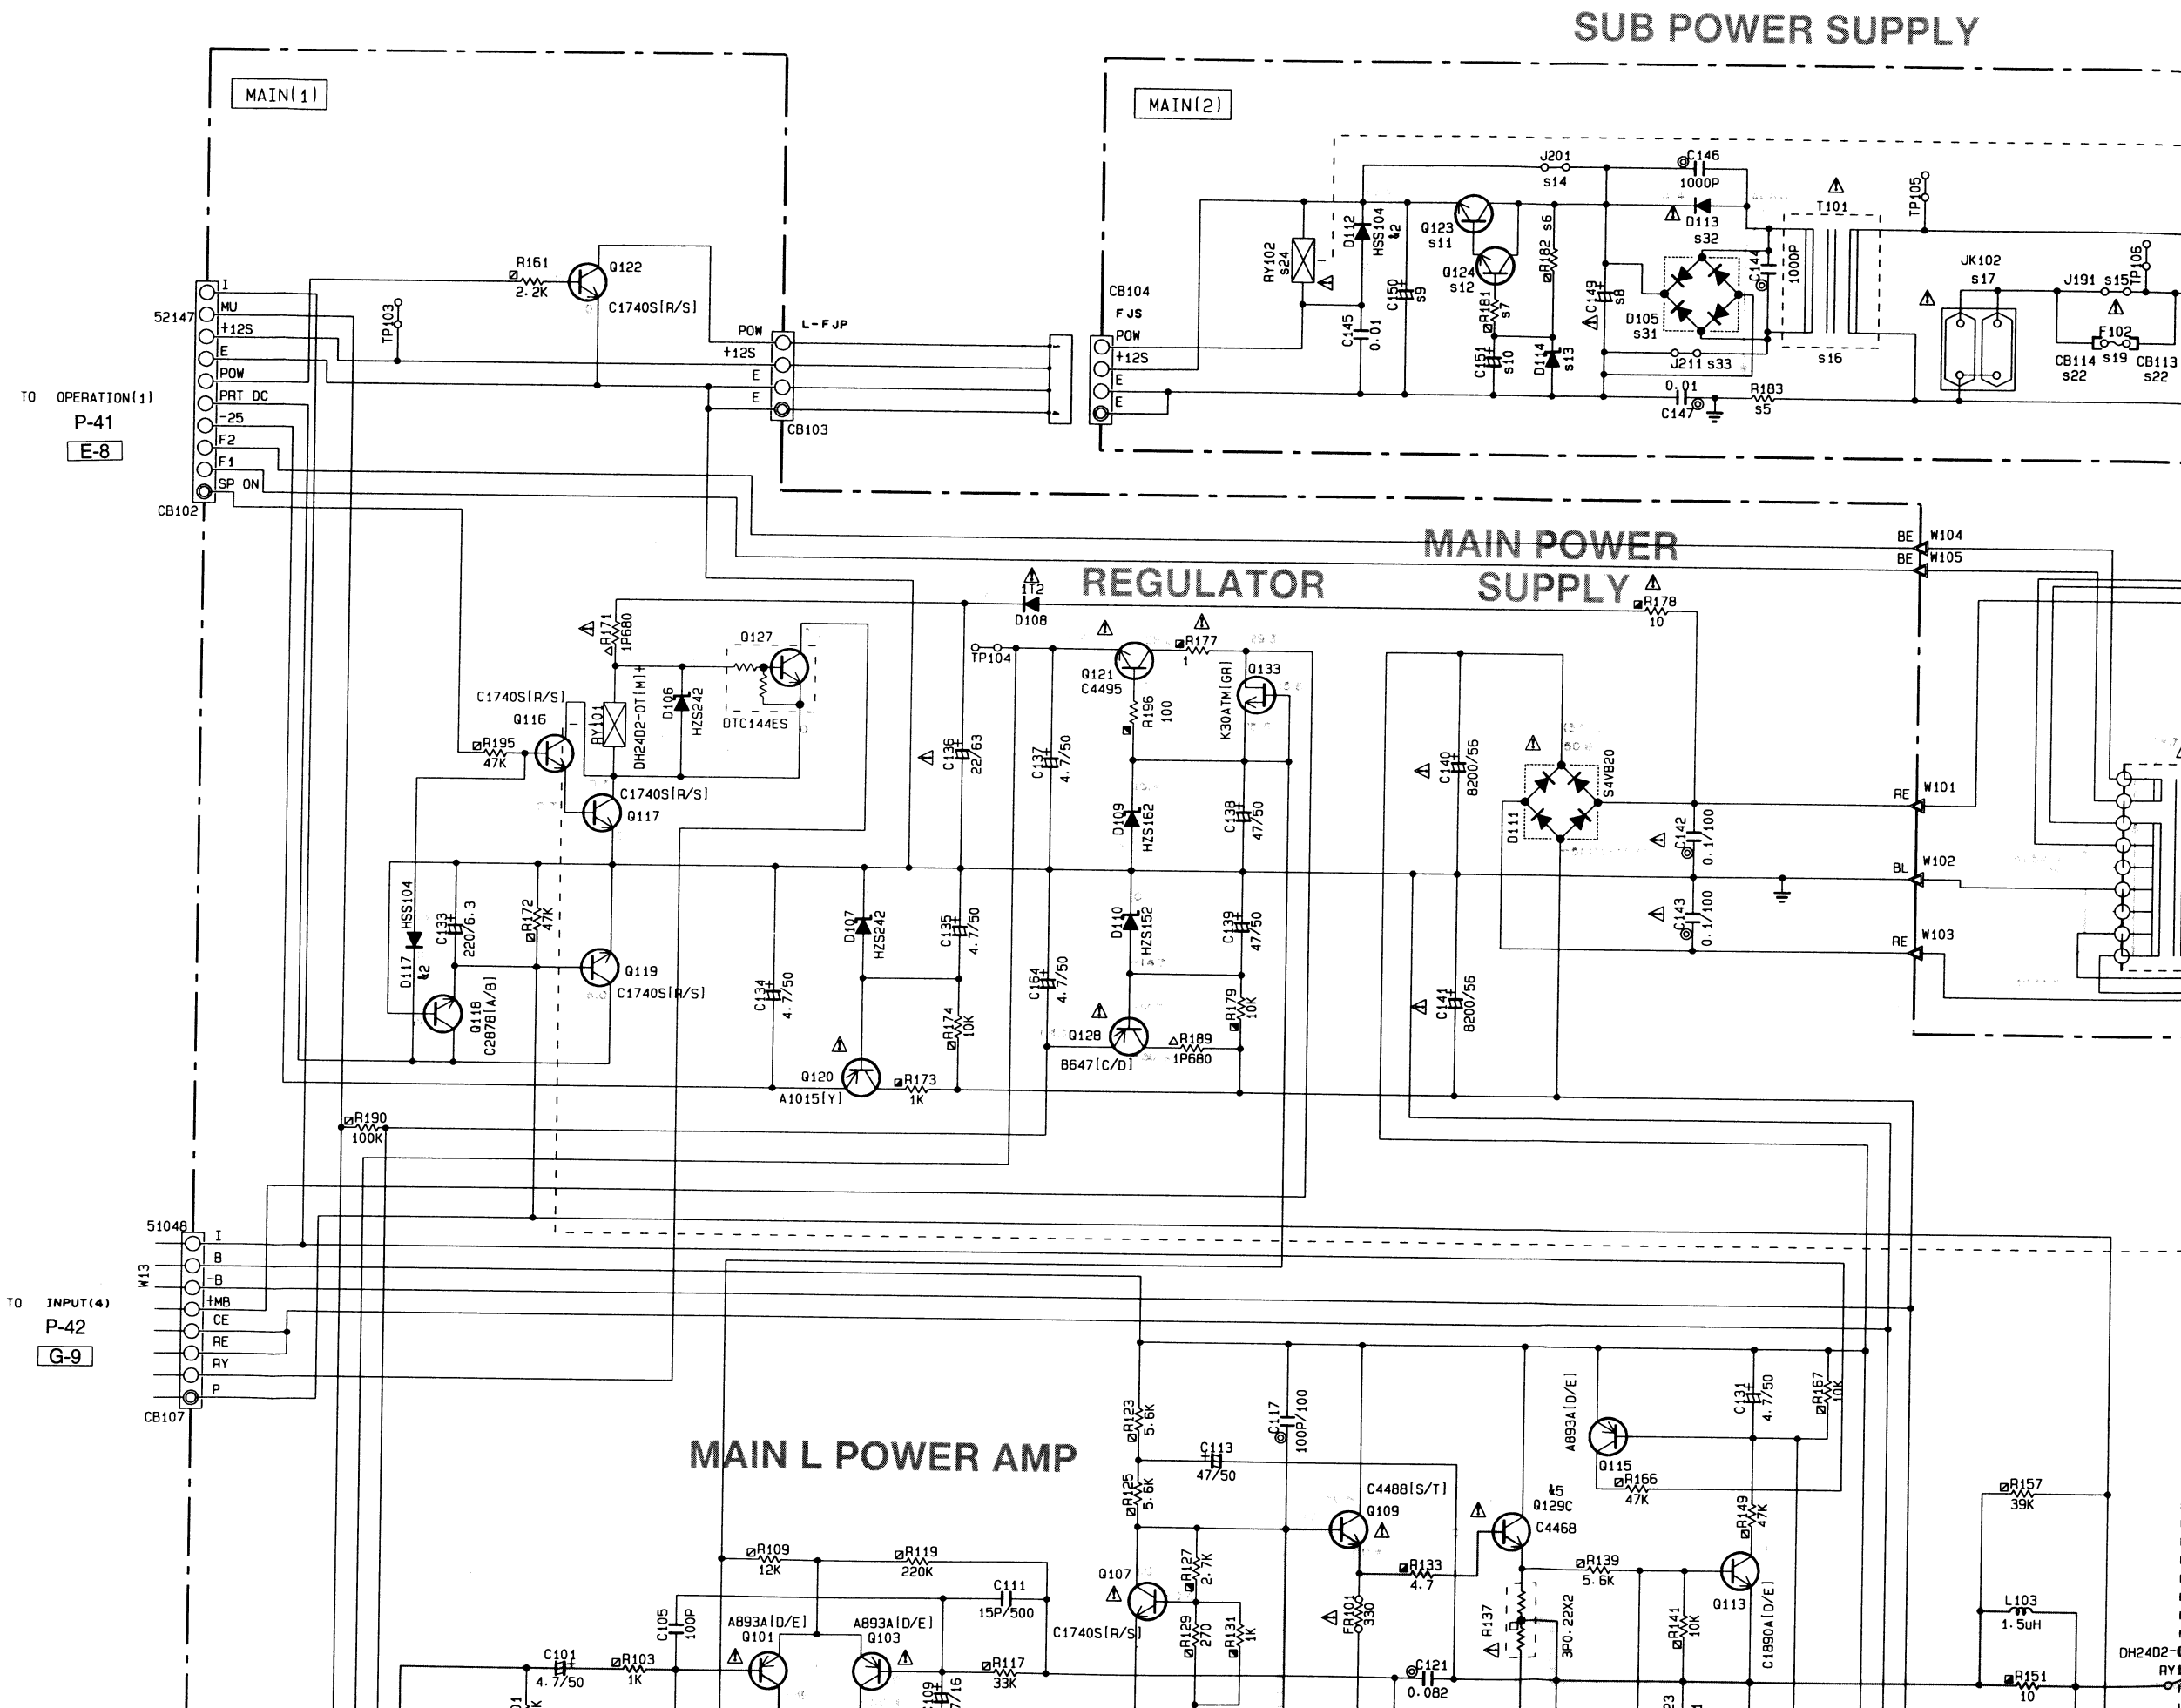 SUB POWER SUPPLY
MAIN(1)
MAIN(2)
J201
s14
C146
1000P
T101
TP105
D112
HSS104
&2
RY102
s24
Q123
s11
R182 s6
D113
s32
C144
1000P
TP106
R161
2.2K
Q122
C1740S[R/S]
Q124
s12
R181
s7
C150
s9
C149
s8
D105
s31
JK102
s17
J191 s15
F102
s19
CB114
s22
CB113
s22
I
MU
+12S
E
POW
PRT DC
-25
F2
F1
SP ON
52147
TP103
POW
+12S
E
E
L-FJP
CB103
CB104
FJS
POW
+12S
E
E
C145
0.01
C151
s10
D114
s13
J211 s33
s16
0.01
C147
R183
s5
TO OPERATION(1)
P-41
E-8
CB102
MAIN POWER
SUPPLY
REGULATOR
BE W104
BE W105
1T2
D108
R178
10
R171
1P680
Q127
DTC144ES
TP104
Q121
C4495
R177
1
Q133
K30ATM[GR]
C1740S[R/S]
Q116
RY101
DH24D2-OT(M)
D106
HZS242
R196
100
R195
47K
C136
22/63
C137
4.7/50
C140
8200/56
S4VB20
D111
C1740S[R/S]
Q117
D109
HZS162
C138
47/50
RE W101
C142
0.1/100
BL W102
HSS104
D117
&2
C133
220/6.3
R172
47K
D107
HZS242
C135
4.7/50
D110
HZS152
C139
47/50
C143
0.1/100
RE W103
Q119
C1740S[R/S]
Q118
C2878[A/B]
C134
4.7/50
R174
10K
C164
4.7/50
R179
10K
C141
8200/56
Q128
B647[C/D]
R189
1P680
Q120
A1015[Y]
R173
1K
R190
100K
51048
I
B
-B
+MB
CE
RE
RY
P
W13
TO INPUT(4)
P-42
G-9
CB107
MAIN L POWER AMP
R123
5.6K
C117
100P/100
A893A[D/E]
C131
4.7/50
R167
10K
C113
47/50
R125
5.6K
Q115
R166
47K
R157
39K
C4488[S/T]
Q109
&5
Q129C
C4468
R149
47K
R109
12K
R119
220K
Q107
C1740S[R/S]
R127
2.7K
R133
4.7
R139
5.6K
Q113
C1890A[D/E]
C111
15P/500
C105
100P
A893A[D/E]
Q101
A893A[D/E]
Q103
R129
270
R131
1K
FR101
330
R137
3P0.22X2
R141
10K
L103
1.5uH
C101
4.7/50
R103
1K
R117
33K
C109
C121
0.082
R151
10